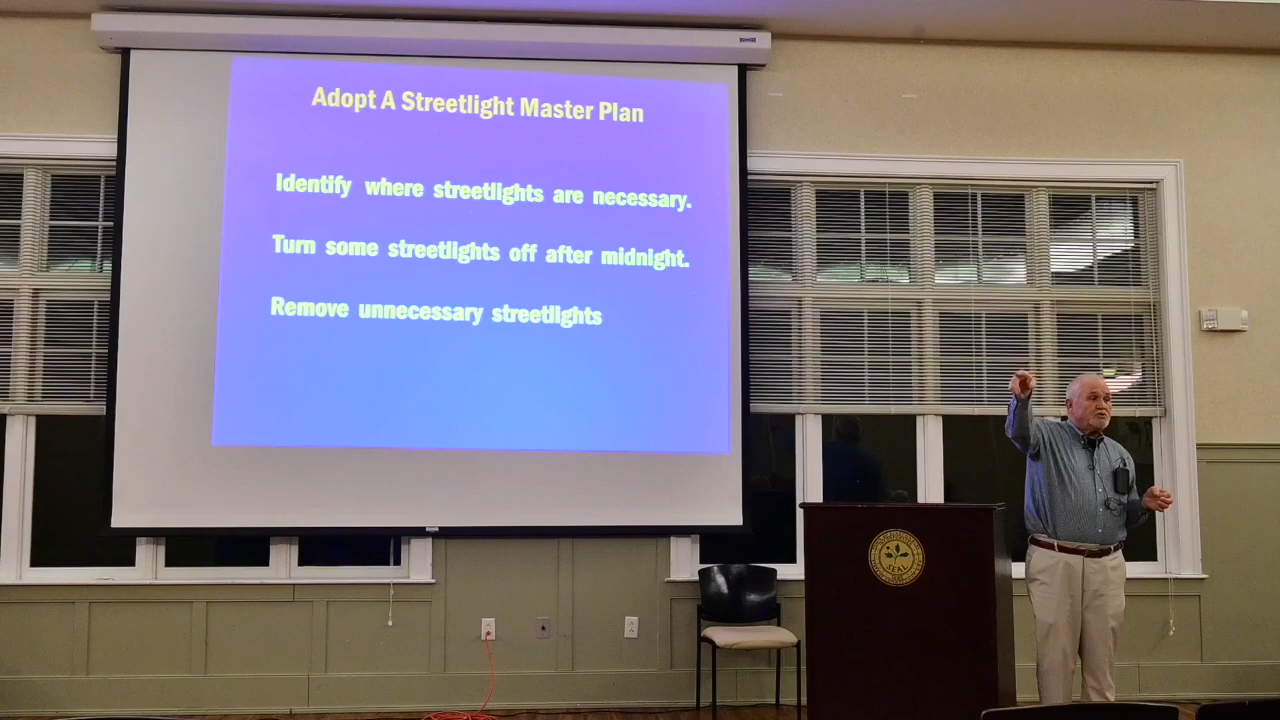 Adopt A Streetlight Master Plan
Identify where streetlights are necessary.
Turn some streetlights off after midnight.
Remove unnecessary streetlights
SEAL